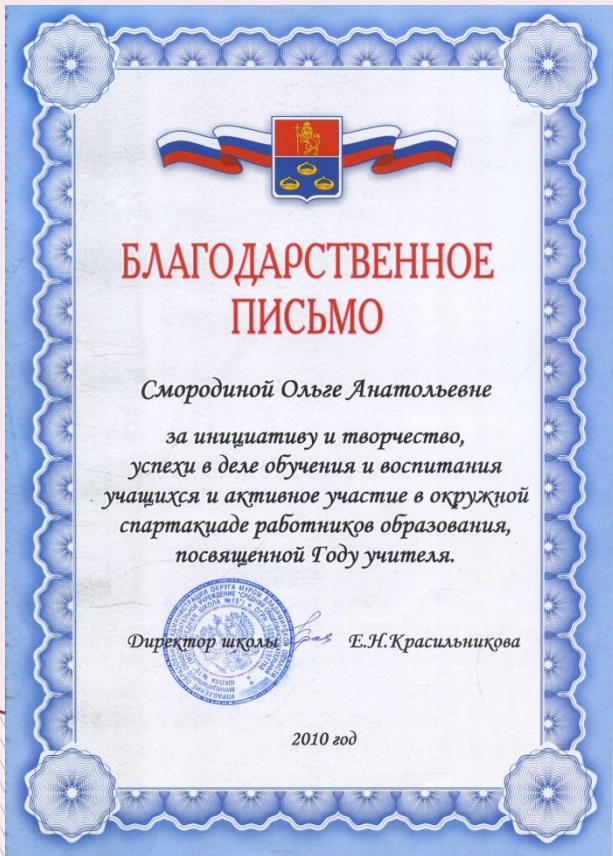 БЛАГОДАРСТВЕННОЕ
ПИСЬМО
Смородиной Ольге Анатольевне
за инициативу и творчество,
успехи в деле обучения и воспитания
учащихся и активное участие в окружной
спартакиаде работников образования,
посвященной Году учителя.
Директор школы Е.Н.Красильникова
2010 год